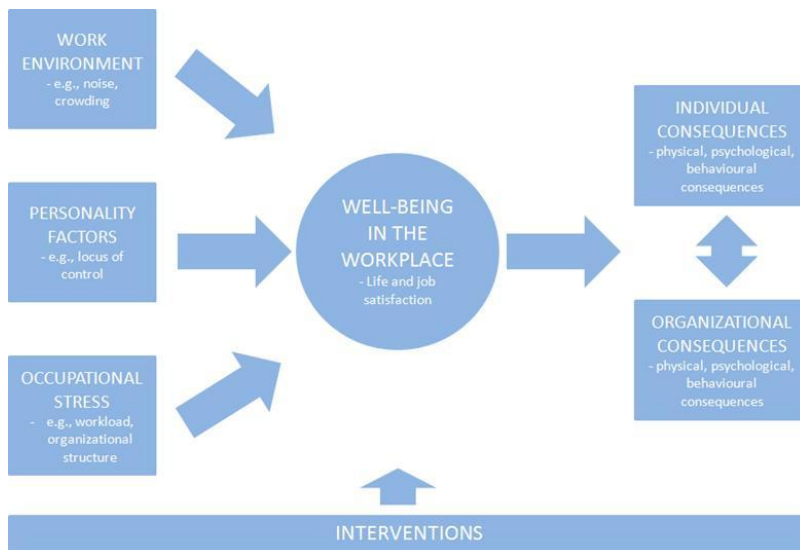 WORK
ENVIRONMENT
- e.g., noise,
crowding
PERSONALITY
FACTORS
- e.g., locus of
control
OCCUPATIONAL
STRESS
- e.g., workload,
organizational
structure
WELL-BEING
IN THE
WORKPLACE
- Life and job
satisfaction
INDIVIDUAL
CONSEQUENCES
- physical, psychological,
behavioural
consequences
ORGANIZATIONAL
CONSEQUENCES
- physical, psychological,
behavioural
consequences
INTERVENTIONS